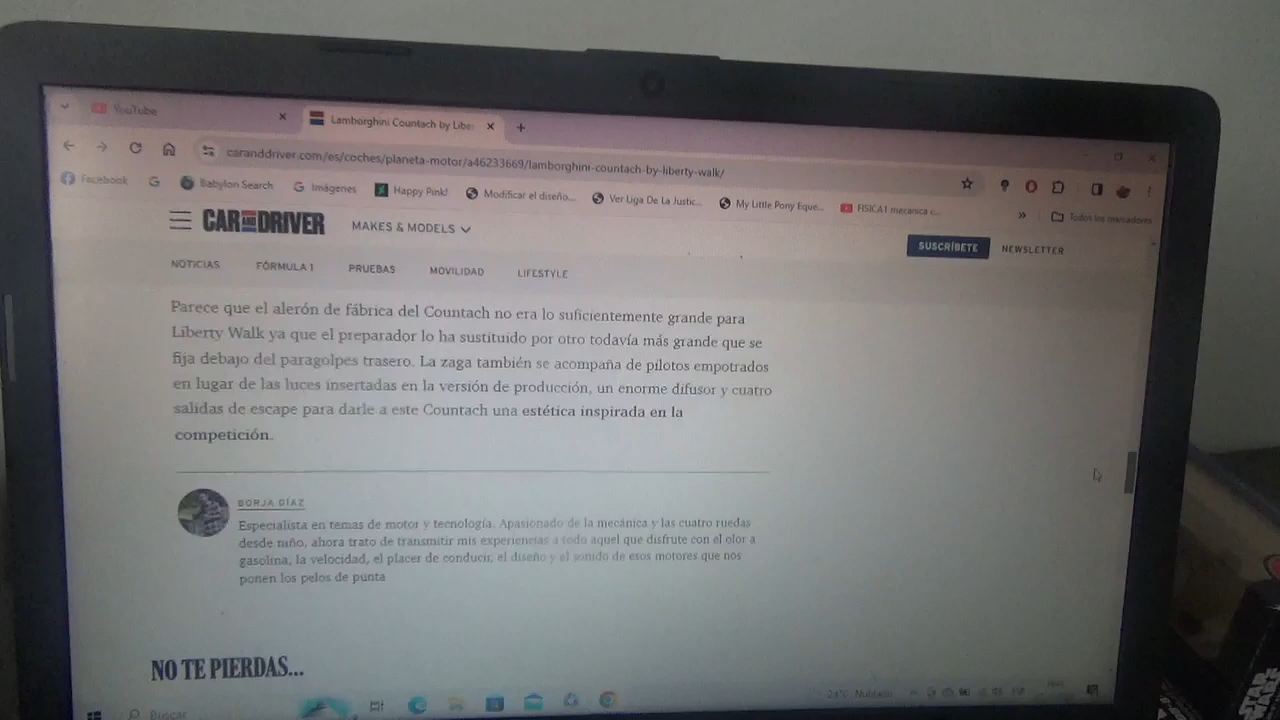 YouTube
Lamborghini Countach by Libe
caranddriver.com/es/coches/planeta-motor/a46233669/lamborghini-countach-by-liberty-walk/
Facebook
Babylon Search
Imágenes
Happy Pink!
Modificar el diseño...
Ver Liga De La Justic...
My Little Pony Eque...
FISICA1 mecanica c...
Todos los marcadores
CAR AND DRIVER
MAKES & MODELS
SUSCRÍBETE
NEWSLETTER
NOTICIAS
FÓRMULA 1
PRUEBAS
MOVILIDAD
LIFESTYLE
Parece que el alerón de fábrica del Countach no era lo suficientemente grande para
Liberty Walk ya que el preparador lo ha sustituido por otro todavía más grande que se
fija debajo del paragolpes trasero. La zaga también se acompaña de pilotos empotrados
en lugar de las luces insertadas en la versión de producción, un enorme difusor y cuatro
salidas de escape para darle a este Countach una estética inspirada en la
competición.
BORJA DÍAZ
Especialista en temas de motor y tecnología. Apasionado de la mecánica y las cuatro ruedas
desde niño, ahora trato de transmitir mis experiencias a todo aquel que disfrute con el olor a
gasolina, la velocidad, el placer de conducir, el diseño y el sonido de esos motores que nos
ponen los pelos de punta
NO TE PIERDAS...
Buscar
24°C Nublado
STAR
WARS